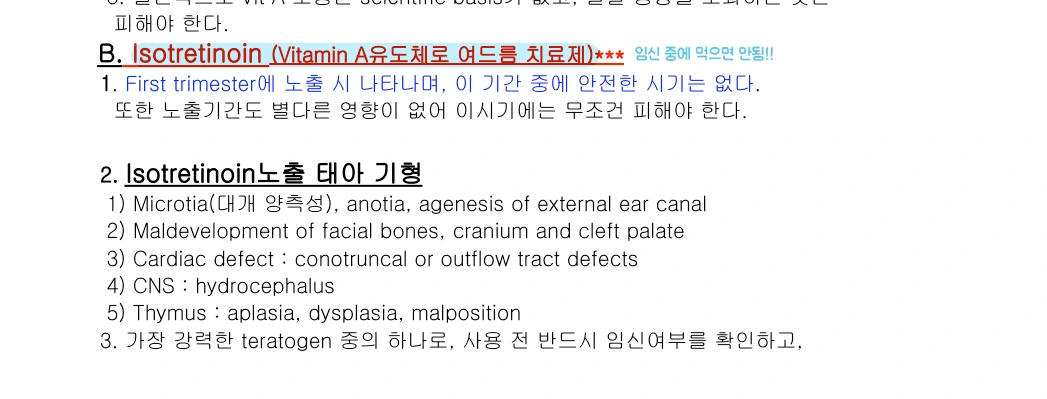 피해야 한다.
B. Isotretinoin (Vitamin A유도체로 여드름 치료제)*** 임신 중에 먹으면 안됨!!
1. First trimester에 노출 시 나타나며, 이 기간 중에 안전한 시기는 없다.
또한 노출기간도 별다른 영향이 없어 이시기에는 무조건 피해야 한다.
2. Isotretinoin노출 태아 기형
1) Microtia(대개 양측성), anotia, agenesis of external ear canal
2) Maldevelopment of facial bones, cranium and cleft palate
3) Cardiac defect : conotruncal or outflow tract defects
4) CNS : hydrocephalus
5) Thymus : aplasia, dysplasia, malposition
3. 가장 강력한 teratogen 중의 하나로, 사용 전 반드시 임신여부를 확인하고,